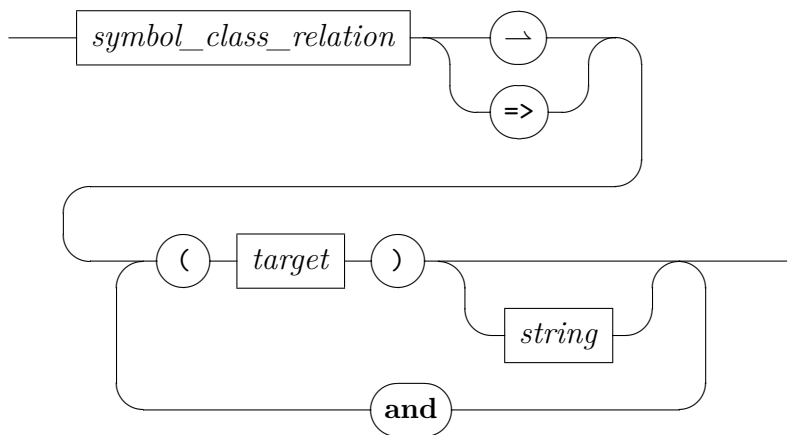 symbol_class_relation ⇀
=>
( target )
string
and